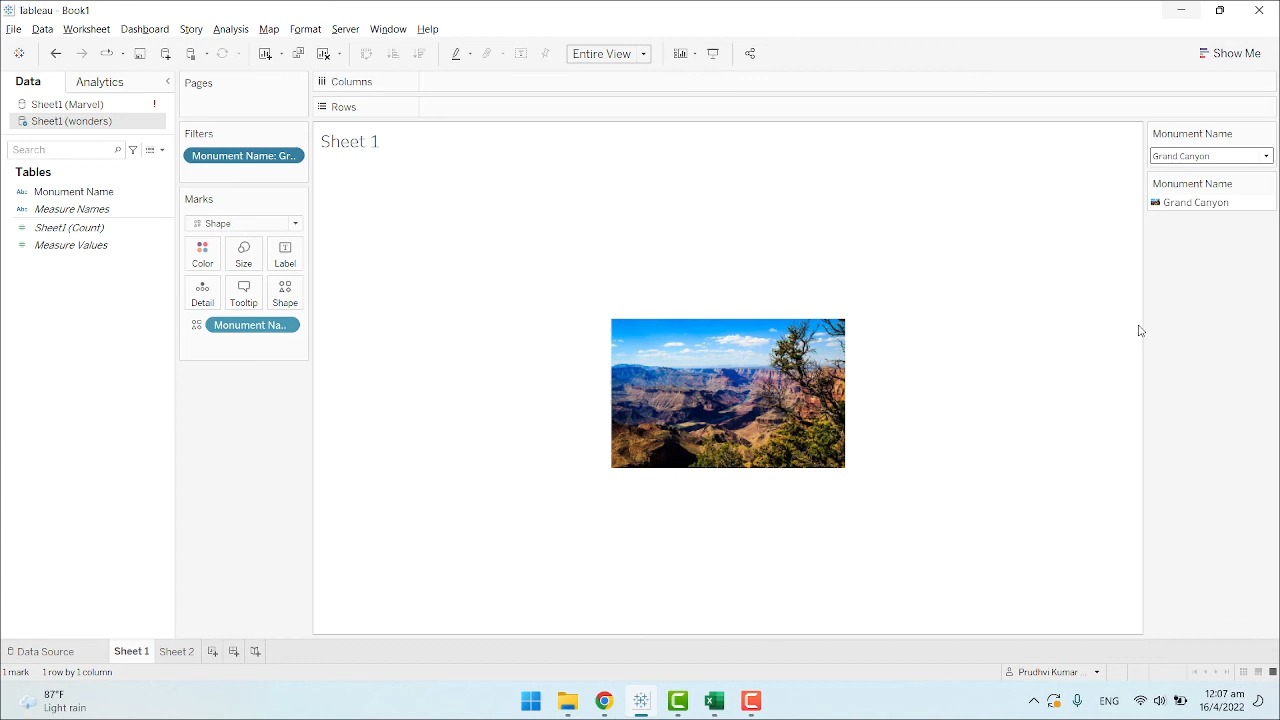 Tableau - Book1
File Data Worksheet Dashboard Story Analysis Map Format Server Window Help
Entire View
Show Me
Data Analytics
Pages
Columns
Rows
Sheet1 (Marvel) !
Sheet1 (wonders)
Search
Tables
Abc Monument Name
Abc Measure Names
Sheet1 (Count)
Measure Values
Filters
Monument Name: Gr..
Marks
Shape
Color Size Label
Detail Tooltip Shape
Monument Na..
Sheet 1
Monument Name
Grand Canyon
Monument Name
Grand Canyon
Data Source Sheet 1 Sheet 2
1 mark 1 row by 1 column
Prudhvi Kumar ...
87°F
Light rain
ENG
12:07 am
16/4/2022